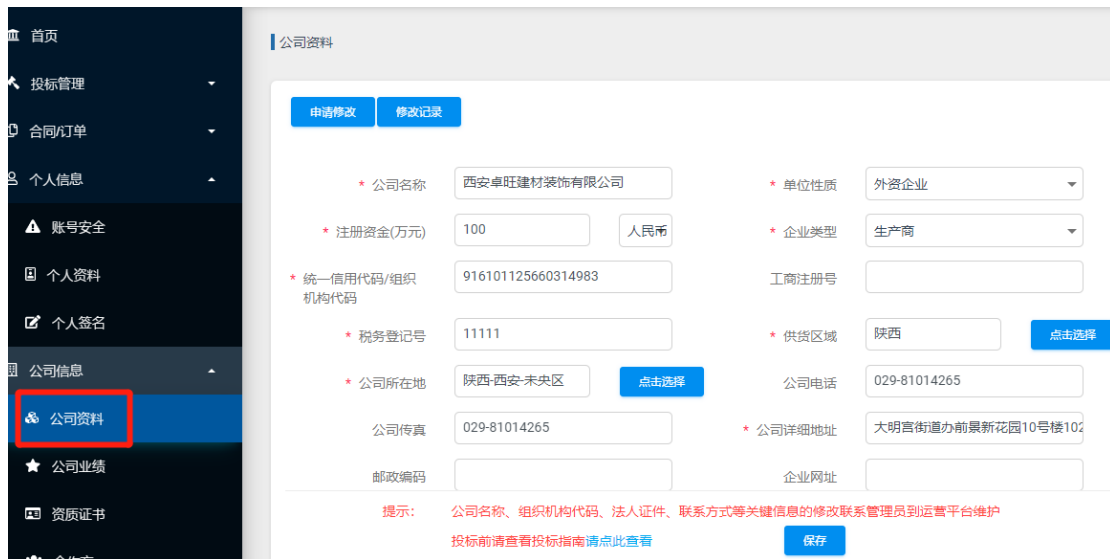 首页
投标管理
合同/订单
个人信息
账号安全
个人资料
个人签名
公司信息
公司资料
公司业绩
资质证书
公司资料
申请修改 修改记录
* 公司名称 西安卓旺建材装饰有限公司 * 单位性质 外资企业
* 注册资金(万元) 100 人民币 * 企业类型 生产商
* 统一信用代码/组织 916101125660314983 工商注册号
机构代码
* 税务登记号 11111 * 供货区域 陕西 点击选择
* 公司所在地 陕西-西安-未央区 点击选择 公司电话 029-81014265
公司传真 029-81014265 * 公司详细地址 大明宫街道办前景新花园10号楼102
邮政编码 企业网址
提示: 公司名称、组织机构代码、法人证件、联系方式等关键信息的修改联系管理员到运营平台维护
投标前请查看投标指南请点此查看 保存